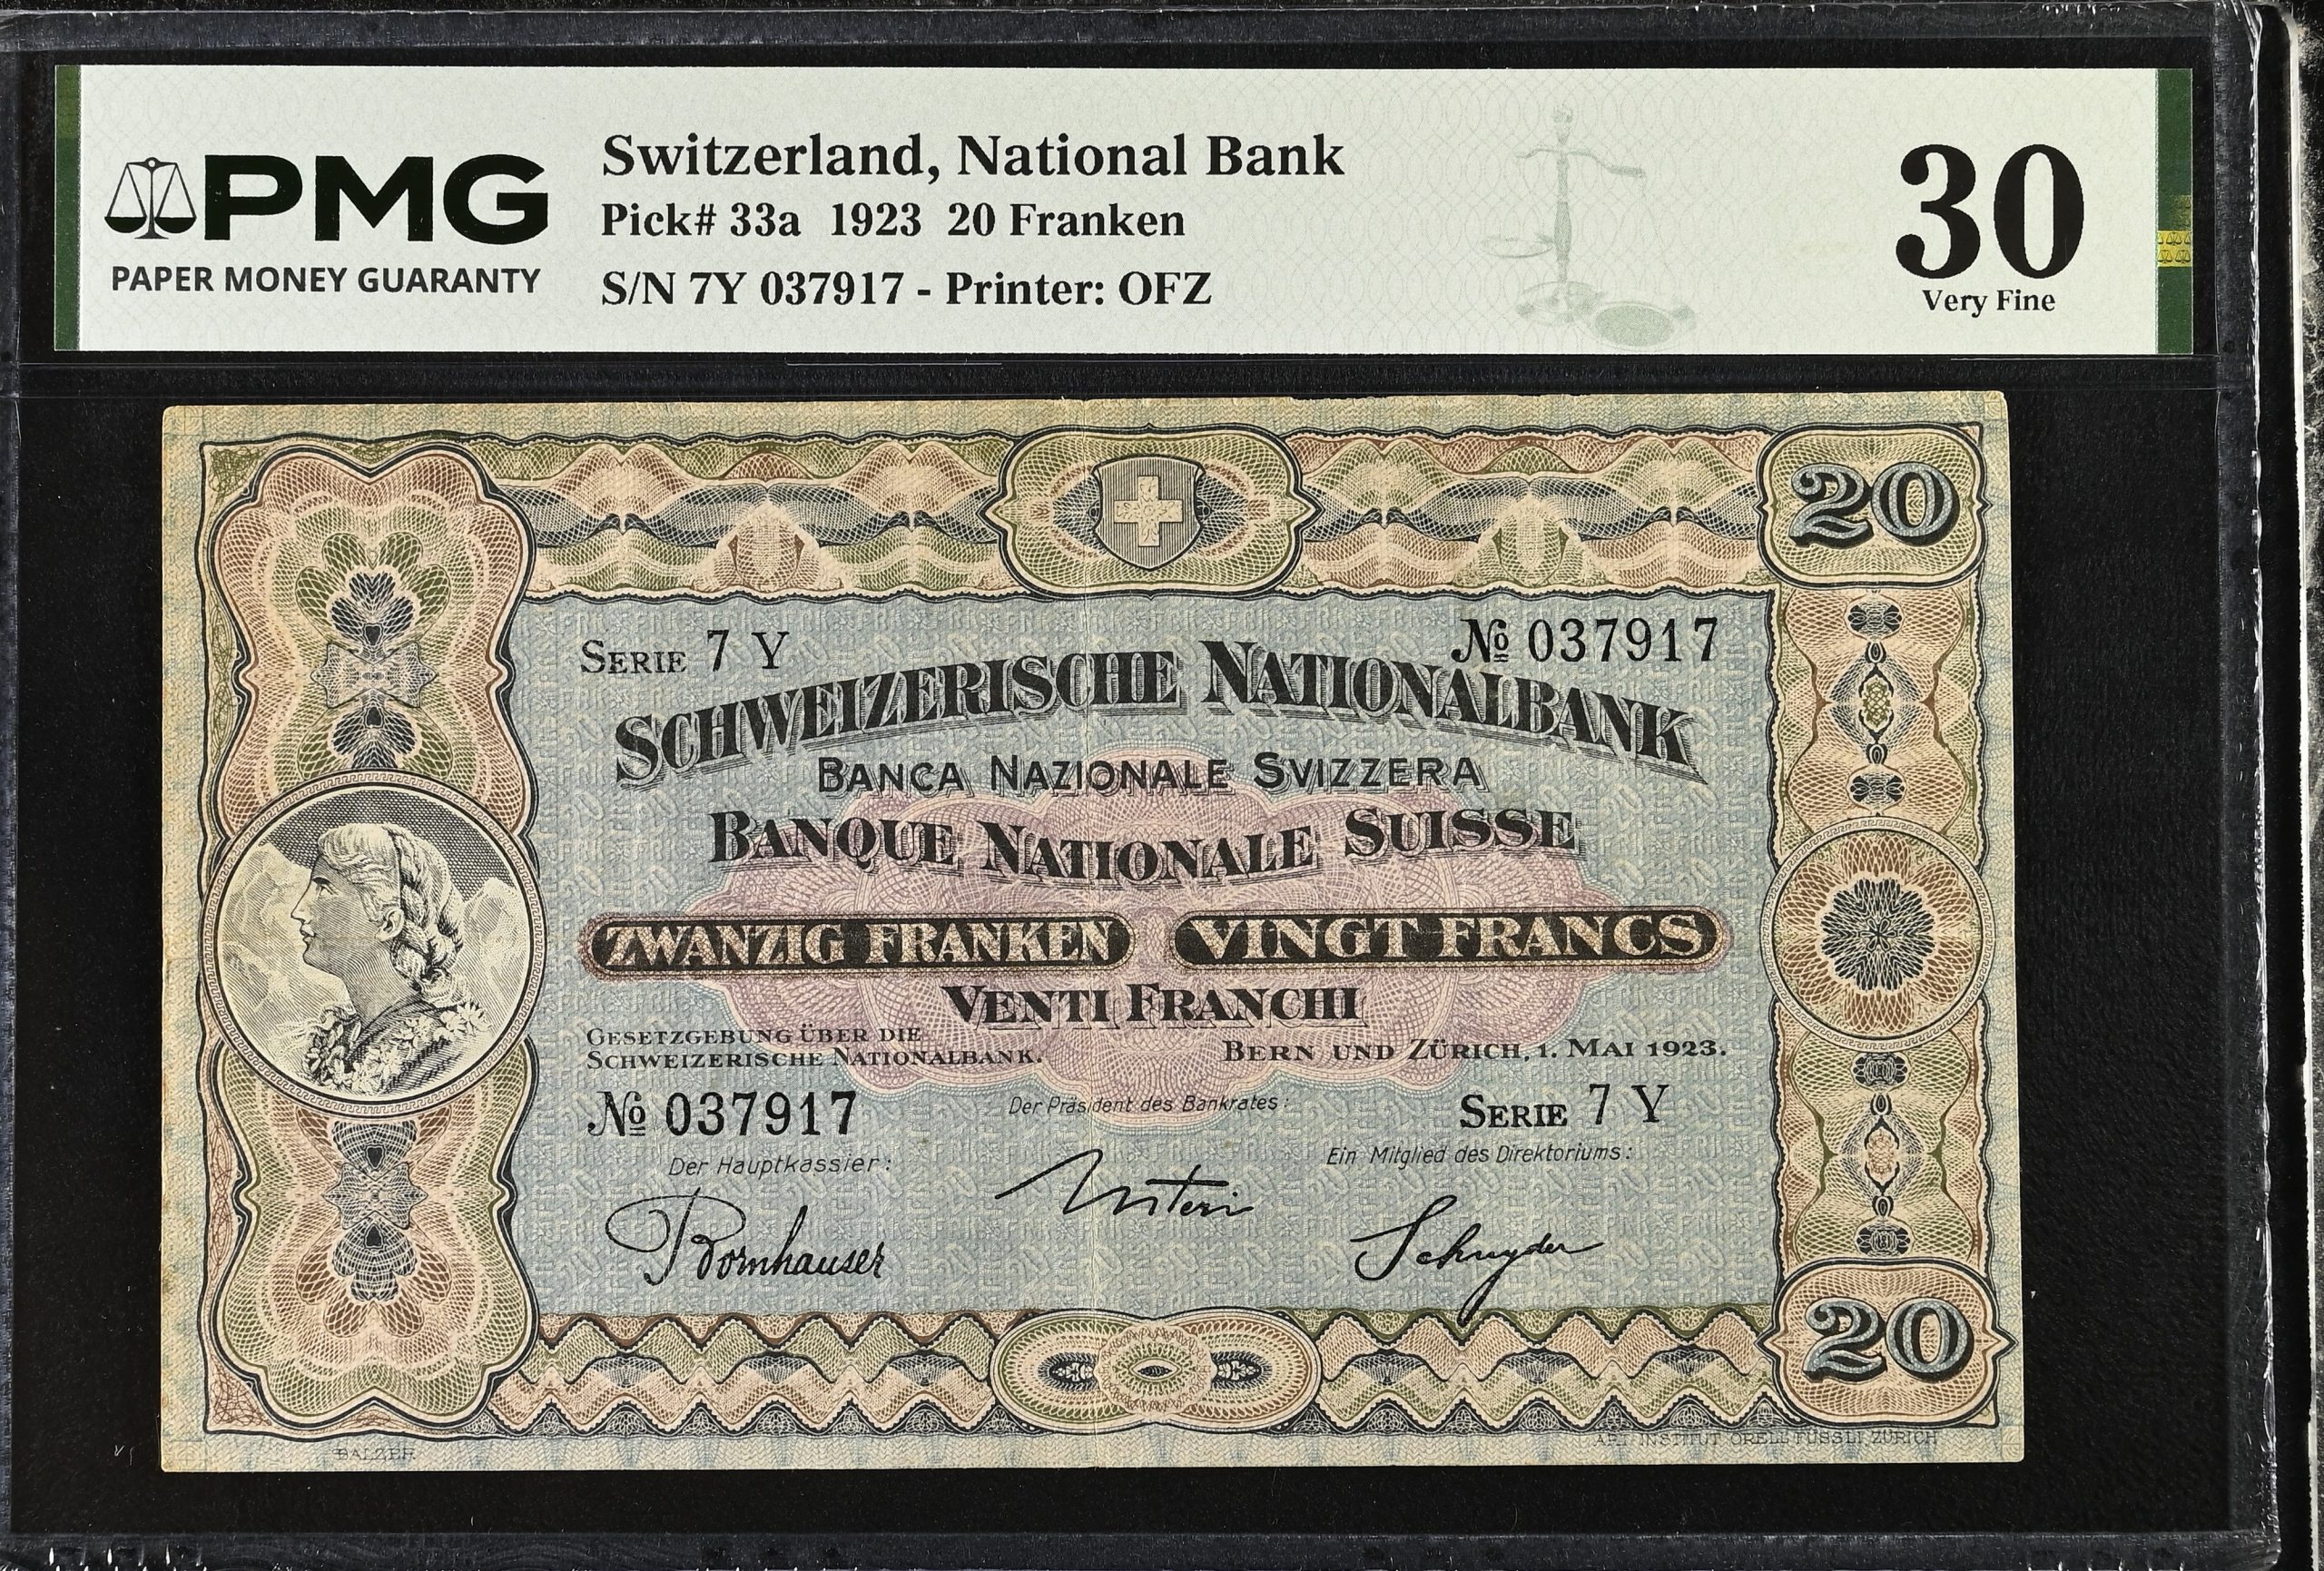 PMG
PAPER MONEY GUARANTY
Switzerland, National Bank
Pick# 33a 1923 20 Franken
S/N 7Y 037917 - Printer: OFZ
30
Very Fine
20
SERIE 7 Y
№ 037917
SCHWEIZERISCHE NATIONALBANK
BANCA NAZIONALE SVIZZERA
BANQUE NATIONALE SUISSE
ZWANZIG FRANKEN VINGT FRANCS
VENTI FRANCHI
GESETZGEBUNG ÜBER DIE
SCHWEIZERISCHE NATIONALBANK.
BERN UND ZÜRICH, 1. MAI 1923.
№ 037917
Der Präsident des Bankrates:
SERIE 7 Y
Der Hauptkassier:
Ein Mitglied des Direktoriums:
Bornhauser
Usteri
Schnyder
20
BALZER
ART. INSTITUT ORELL FÜSSLI, ZÜRICH